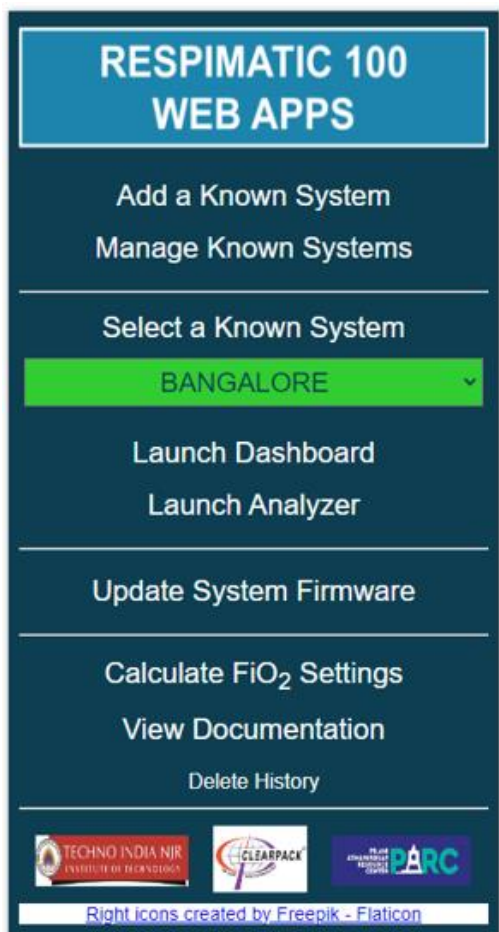 RESPIMATIC 100
WEB APPS
Add a Known System
Manage Known Systems
Select a Known System
BANGALORE
Launch Dashboard
Launch Analyzer
Update System Firmware
Calculate FiO₂ Settings
View Documentation
Delete History
TECHNO INDIA NJR
INSTITUTE OF TECHNOLOGY
CLEARPACK
PARC
Right icons created by Freepik - Flaticon